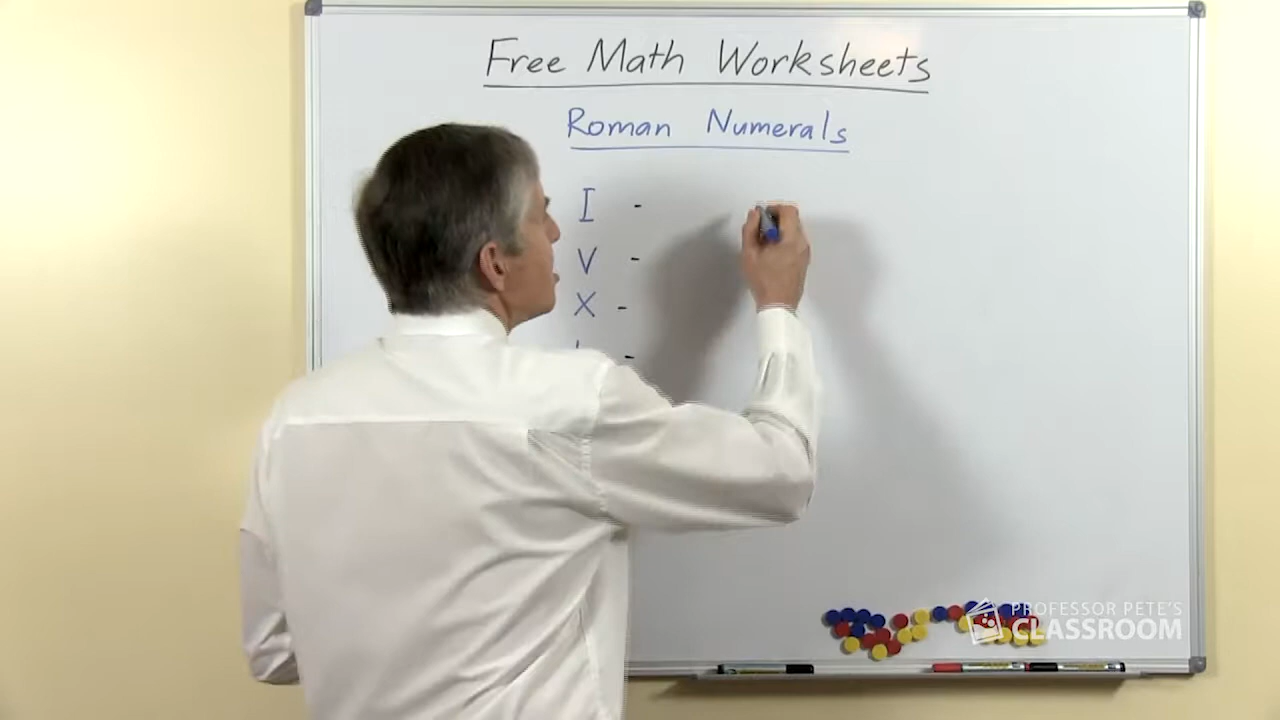 Free Math Worksheets
Roman Numerals
I -
V -
X -
-
PROFESSOR PETE'S
CLASSROOM